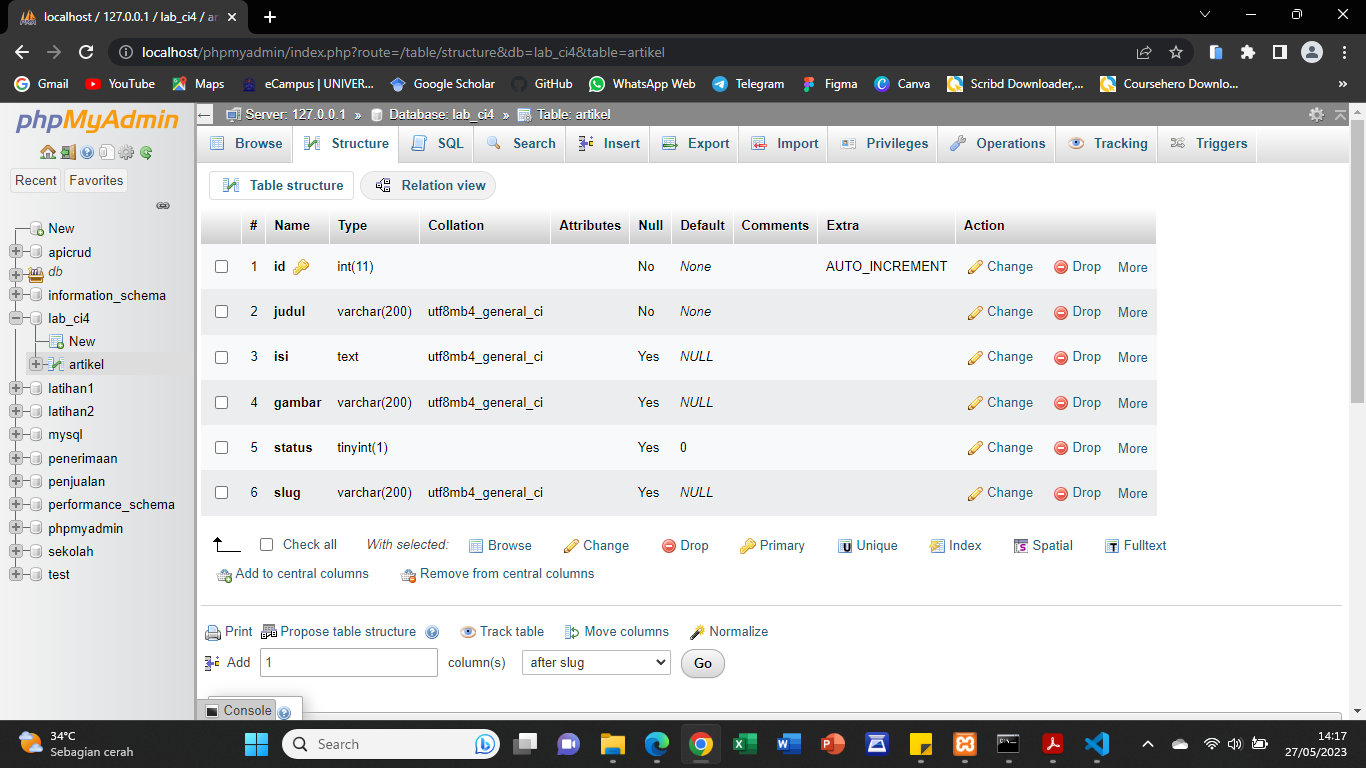 localhost / 127.0.0.1 / lab_ci4 / ar
localhost/phpmyadmin/index.php?route=/table/structure&db=lab_ci4&table=artikel
Gmail YouTube Maps eCampus | UNIVER... Google Scholar GitHub WhatsApp Web Telegram Figma Canva Scribd Downloader,... Coursehero Downlo... »
phpMyAdmin
Recent Favorites
New
apicrud
db
information_schema
lab_ci4
New
artikel
latihan1
latihan2
mysql
penerimaan
penjualan
performance_schema
phpmyadmin
sekolah
test
Server: 127.0.0.1 » Database: lab_ci4 » Table: artikel
Browse Structure SQL Search Insert Export Import Privileges Operations Tracking Triggers
Table structure Relation view
# Name Type Collation Attributes Null Default Comments Extra Action
1 id int(11) No None AUTO_INCREMENT Change Drop More
2 judul varchar(200) utf8mb4_general_ci No None Change Drop More
3 isi text utf8mb4_general_ci Yes NULL Change Drop More
4 gambar varchar(200) utf8mb4_general_ci Yes NULL Change Drop More
5 status tinyint(1) Yes 0 Change Drop More
6 slug varchar(200) utf8mb4_general_ci Yes NULL Change Drop More
Check all With selected: Browse Change Drop Primary Unique Index Spatial Fulltext
Add to central columns Remove from central columns
Print Propose table structure Track table Move columns Normalize
Add 1 column(s) after slug Go
Console
34°C
Sebagian cerah
Search
14:17
27/05/2023